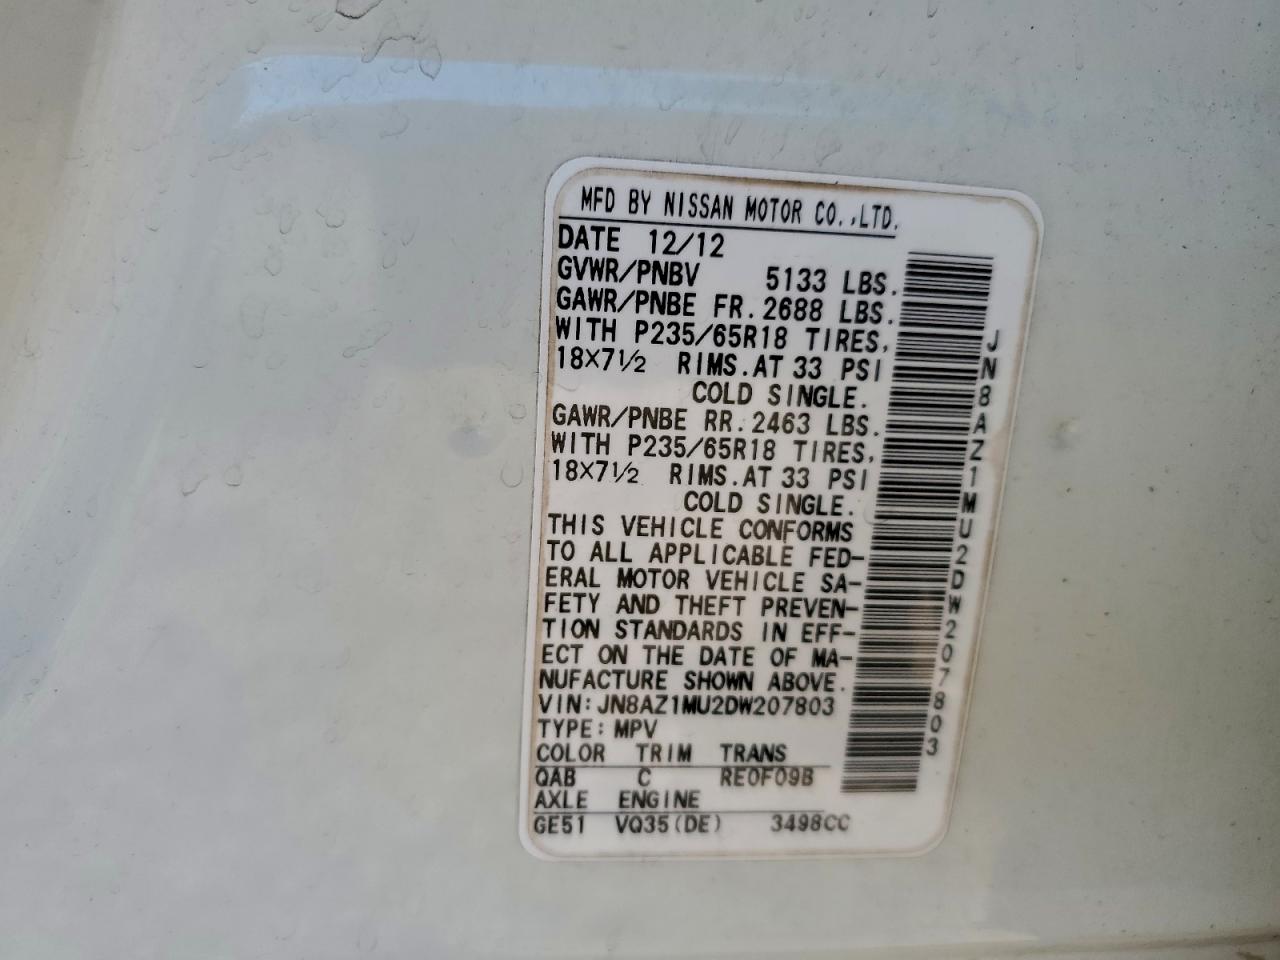 MFD BY NISSAN MOTOR CO.,LTD.
DATE 12/12
GVWR/PNBV 5133 LBS.
GAWR/PNBE FR. 2688 LBS.
WITH P235/65R18 TIRES,
18X7½ RIMS. AT 33 PSI
COLD SINGLE.
GAWR/PNBE RR. 2463 LBS.
WITH P235/65R18 TIRES,
18X7½ RIMS. AT 33 PSI
COLD SINGLE.
THIS VEHICLE CONFORMS
TO ALL APPLICABLE FED-
ERAL MOTOR VEHICLE SA-
FETY AND THEFT PREVEN-
TION STANDARDS IN EFF-
ECT ON THE DATE OF MA-
NUFACTURE SHOWN ABOVE.
VIN:JN8AZ1MU2DW207803
TYPE:MPV
COLOR TRIM TRANS
QAB C RE0F09B
AXLE ENGINE
GE51 VQ35(DE) 3498CC
JN8AZ1MU2DW207803